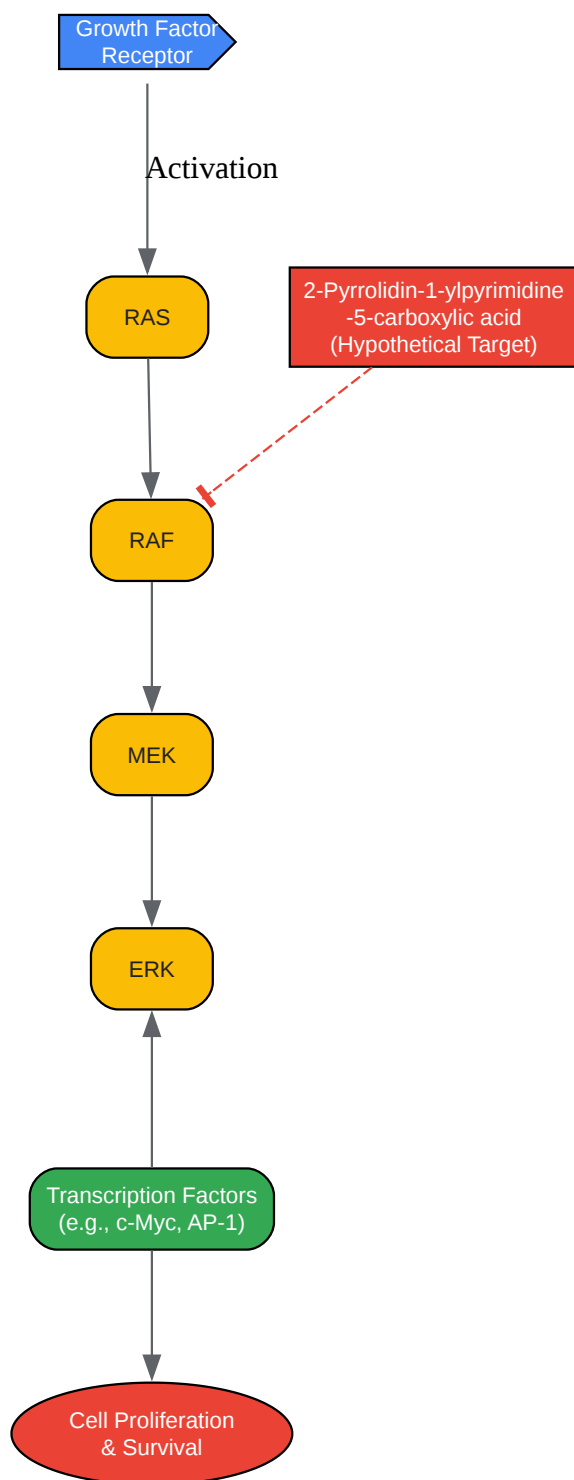 Growth Factor
Receptor
Activation
RAS
2-Pyrrolidin-1-ylpyrimidine
-5-carboxylic acid
(Hypothetical Target)
RAF
MEK
ERK
Transcription Factors
(e.g., c-Myc, AP-1)
Cell Proliferation
& Survival